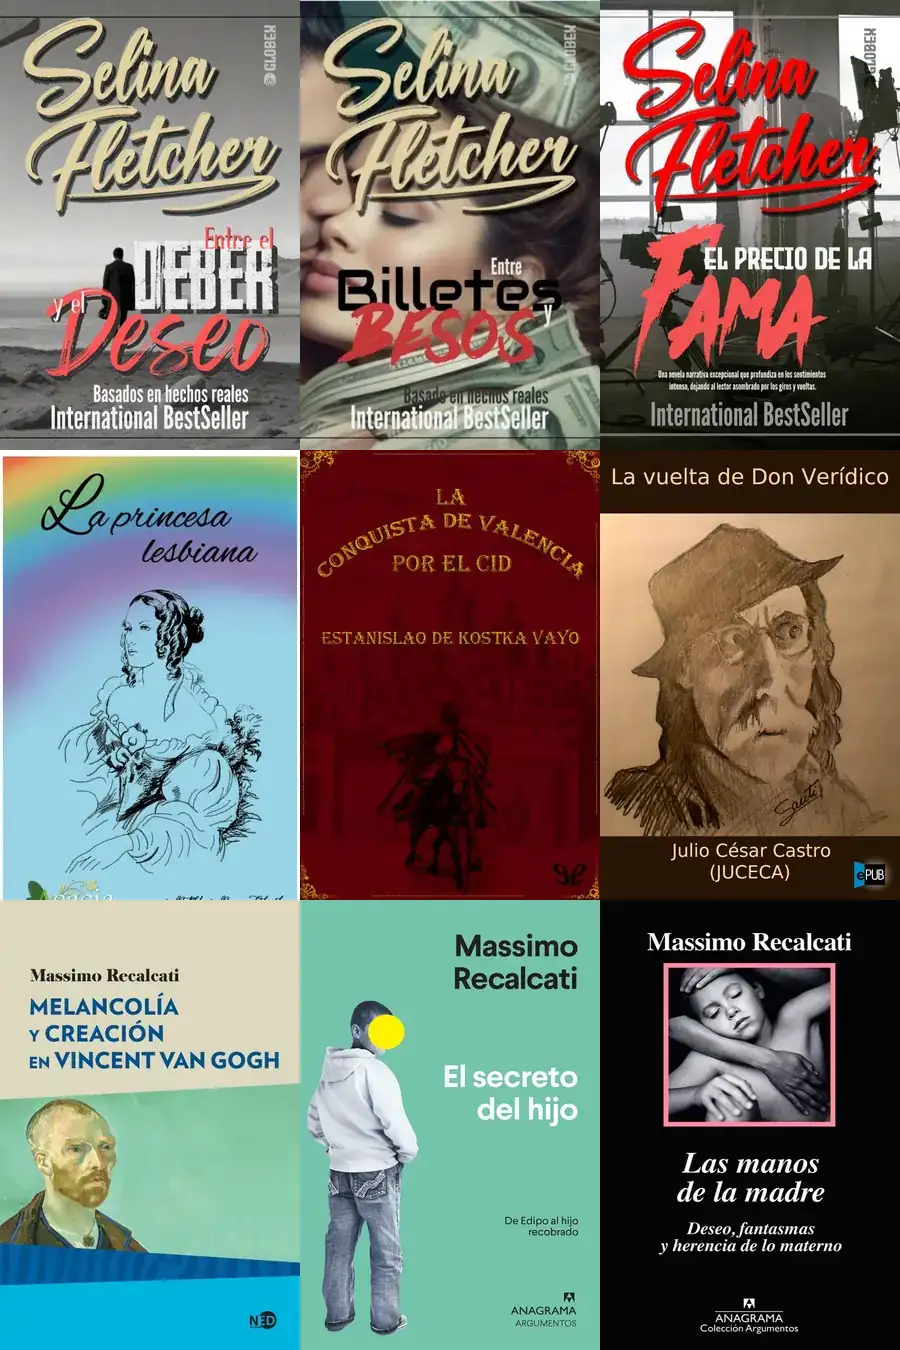 Selina
Fletcher
GLOBEX
Entre el
DEBER
y el
Deseo
Basados en hechos reales
International BestSeller
Selina
Fletcher
GLOBEX
Entre
Billetes
y
BESOS
Basado en hechos reales
International BestSeller
Selina
Fletcher
GLOBEX
EL PRECIO DE LA
FAMA
Una novela narrativa excepcional que profundiza en los sentimientos
intensa, dejando al lector asombrado por los giros y vueltas.
International BestSeller
La princesa
lesbiana
LA
CONQUISTA DE VALENCIA
POR EL CID
ESTANISLAO DE KOSTKA VAYO
La vuelta de Don Verídico
Julio César Castro
(JUCECA)
ePUB
Massimo Recalcati
MELANCOLÍA
Y CREACIÓN
EN VINCENT VAN GOGH
NED
Massimo
Recalcati
El secreto
del hijo
De Edipo al hijo
recobrado
ANAGRAMA
ARGUMENTOS
Massimo Recalcati
Las manos
de la madre
Deseo, fantasmas
y herencia de lo materno
ANAGRAMA
Colección Argumentos